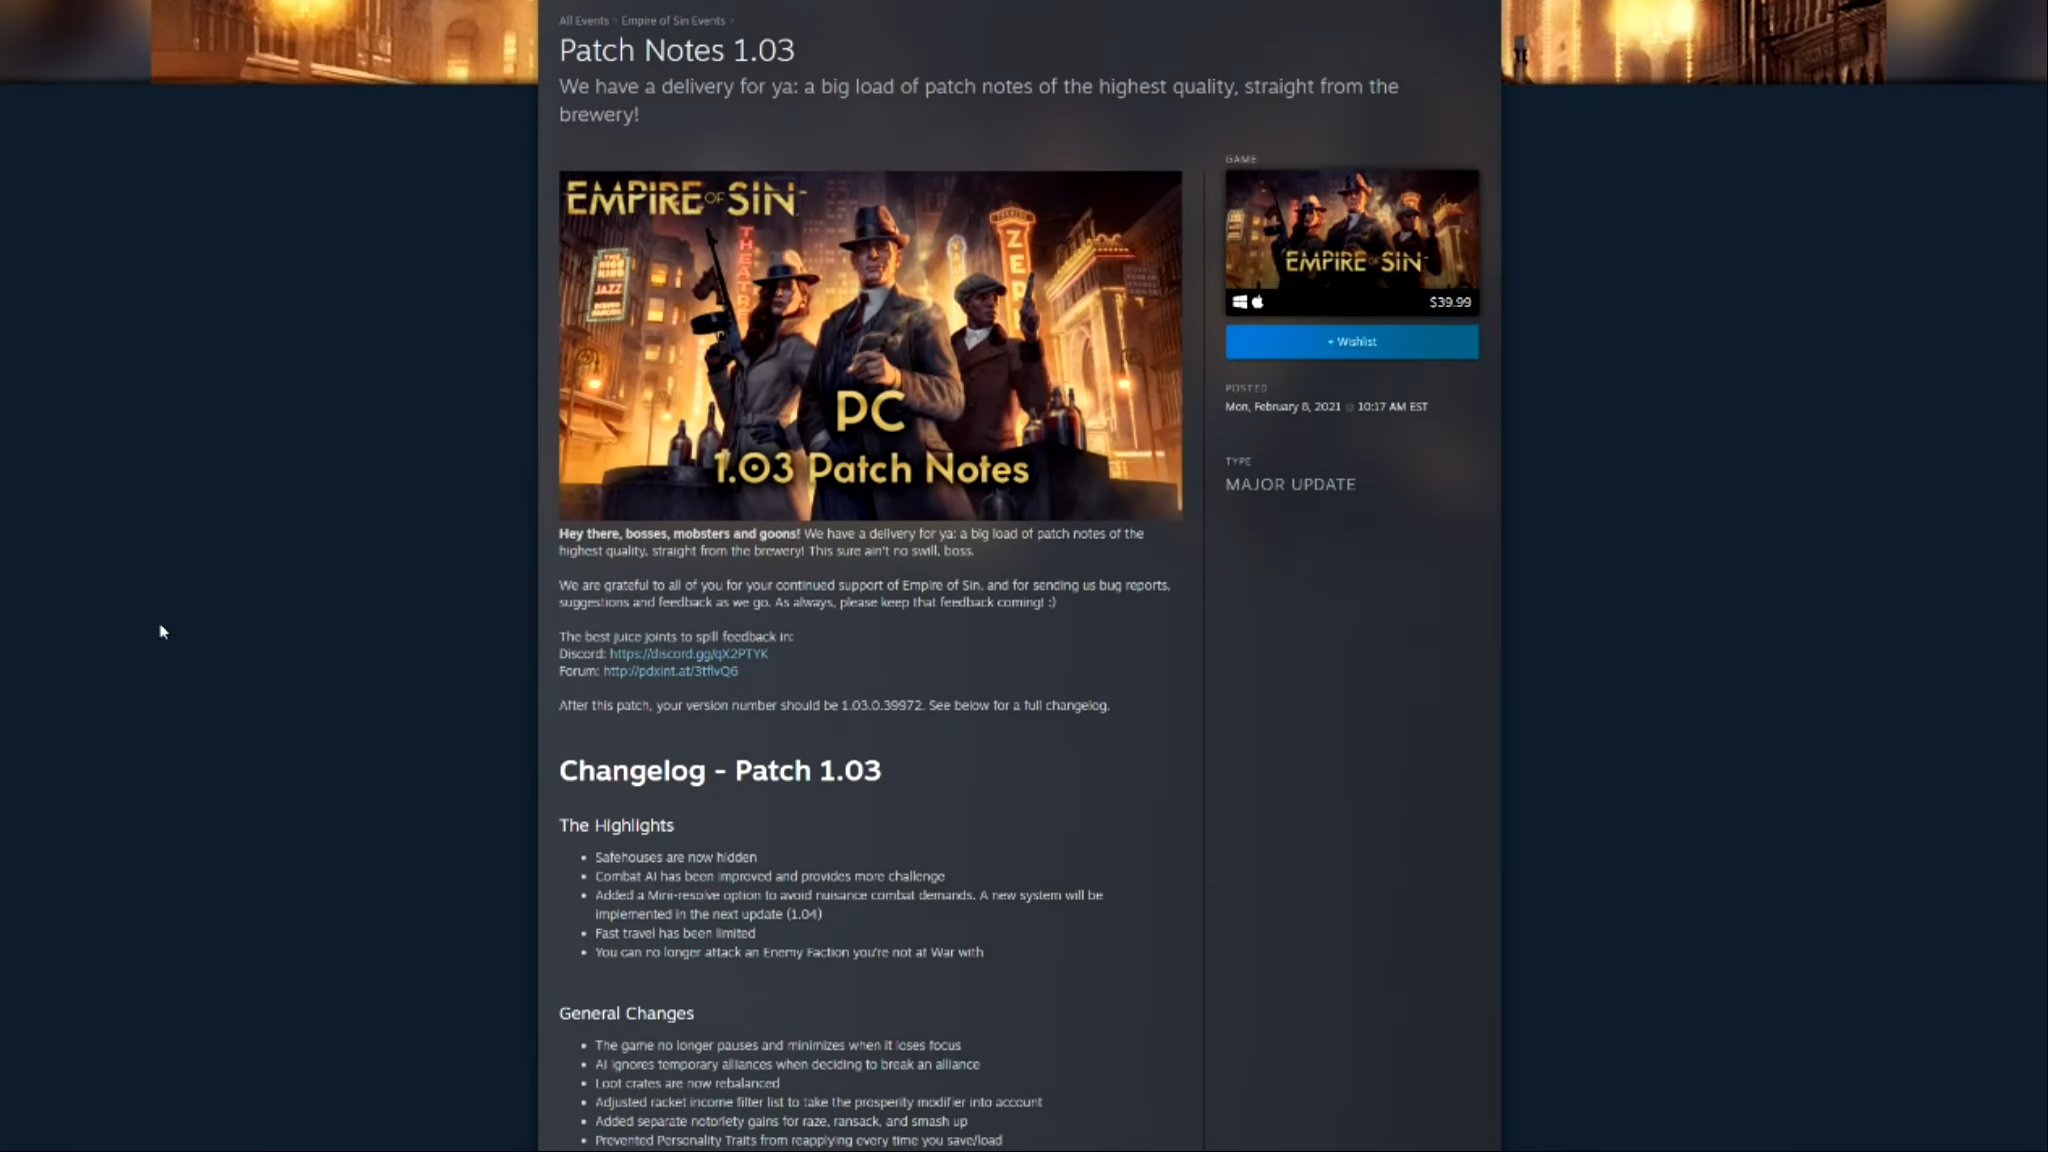 All Events > Empire of Sin Events >
Patch Notes 1.03
We have a delivery for ya: a big load of patch notes of the highest quality, straight from the
brewery!
GAME
EMPIRE OF SIN
THE
HIGH
KING
JAZZ
THEATRE
EMPIRE OF SIN
$39.99
+ Wishlist
PC
1.03 Patch Notes
POSTED
Mon, February 8, 2021 @ 10:17 AM EST
TYPE
MAJOR UPDATE
Hey there, bosses, mobsters and goons! We have a delivery for ya: a big load of patch notes of the
highest quality, straight from the brewery! This sure ain't no swill, boss.
We are grateful to all of you for your continued support of Empire of Sin, and for sending us bug reports,
suggestions and feedback as we go. As always, please keep that feedback coming! :)
The best juice joints to spill feedback in:
Discord: https://discord.gg/qX2PTYK
Forum:
After this patch, your version number should be 1.03.0.39972. See below for a full changelog.
Changelog - Patch 1.03
The Highlights
• Safehouses are now hidden
• Combat AI has been improved and provides more challenge
• Added a Mini-resolve option to avoid nuisance combat demands. A new system will be
implemented in the next update (1.04)
• Fast travel has been limited
• You can no longer attack an Enemy Faction you're not at War with
General Changes
• The game no longer pauses and minimizes when it loses focus
• AI ignores temporary alliances when deciding to break an alliance
• Loot crates are now rebalanced
• Adjusted racket income filter list to take the prosperity modifier into account
• Added separate notoriety gains for raze, ransack, and smash up
• Prevented Personality Traits from reapplying every time you save/load